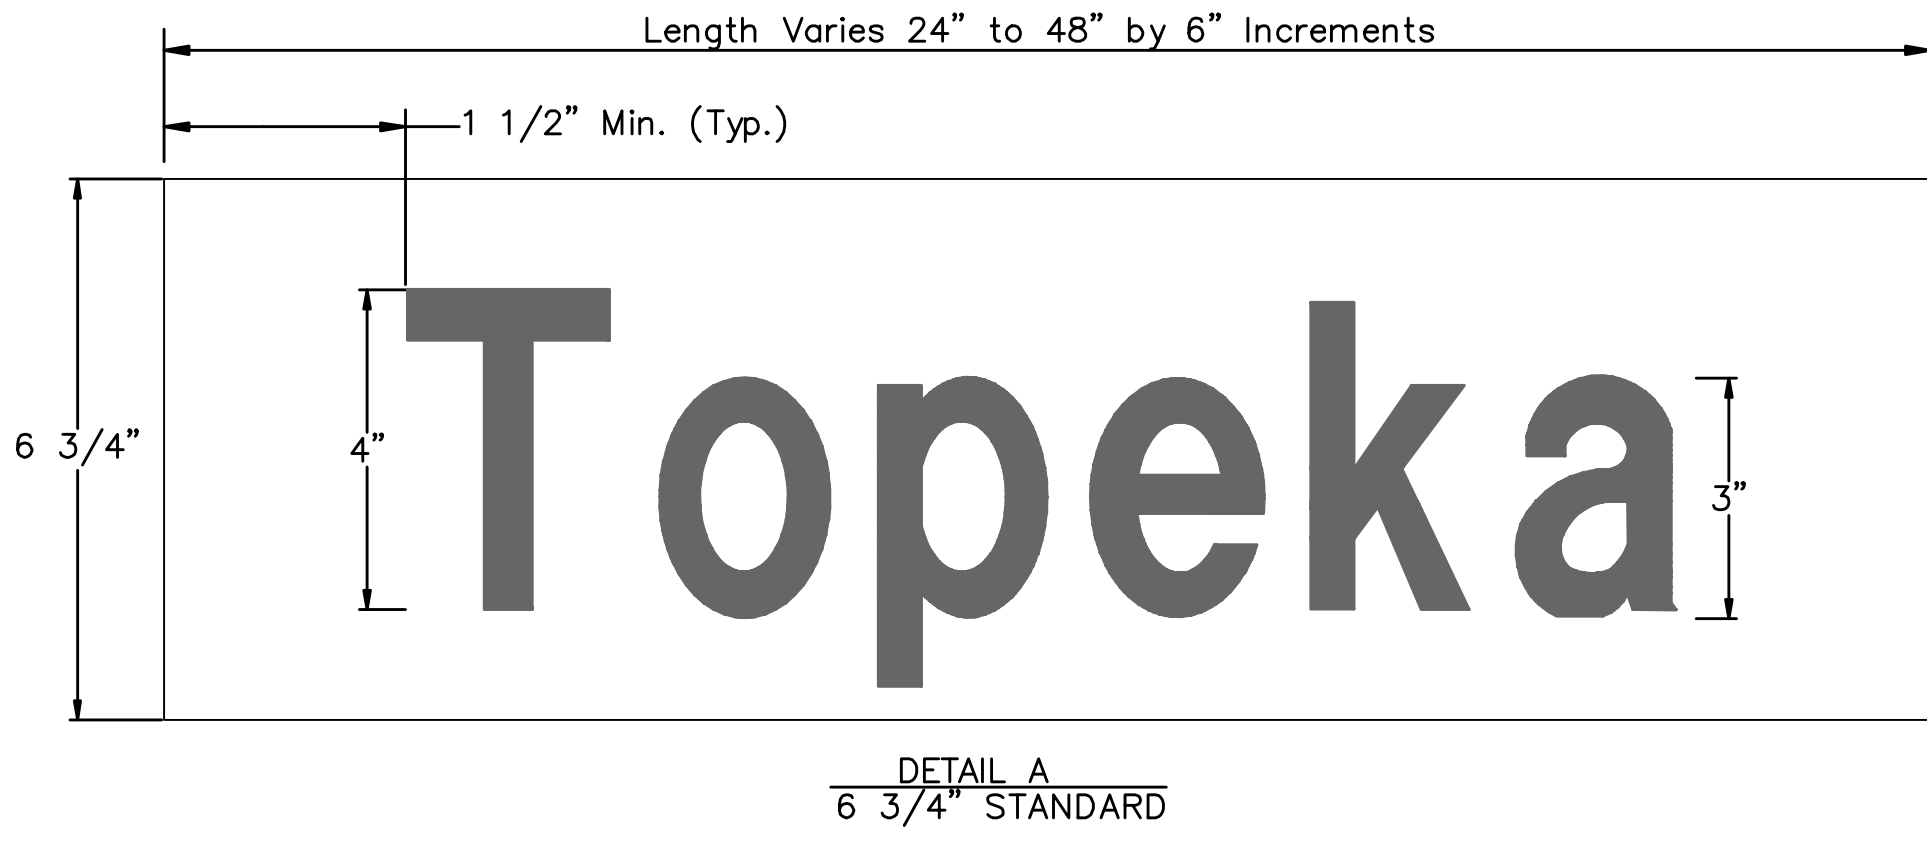 Length Varies 24” to 48” by 6” Increments
1 1/2” Min. (Typ.)
6 3/4”
4”
Topeka
3”
DETAIL A
6 3/4” STANDARD